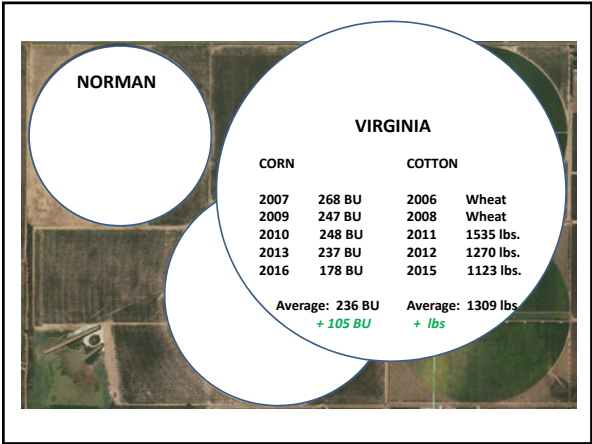 NORMAN
VIRGINIA
CORN COTTON
2007 268 BU 2006 Wheat
2009 247 BU 2008 Wheat
2010 248 BU 2011 1535 lbs.
2013 237 BU 2012 1270 lbs.
2016 178 BU 2015 1123 lbs.
Average: 236 BU Average: 1309 lbs
+ 105 BU + lbs